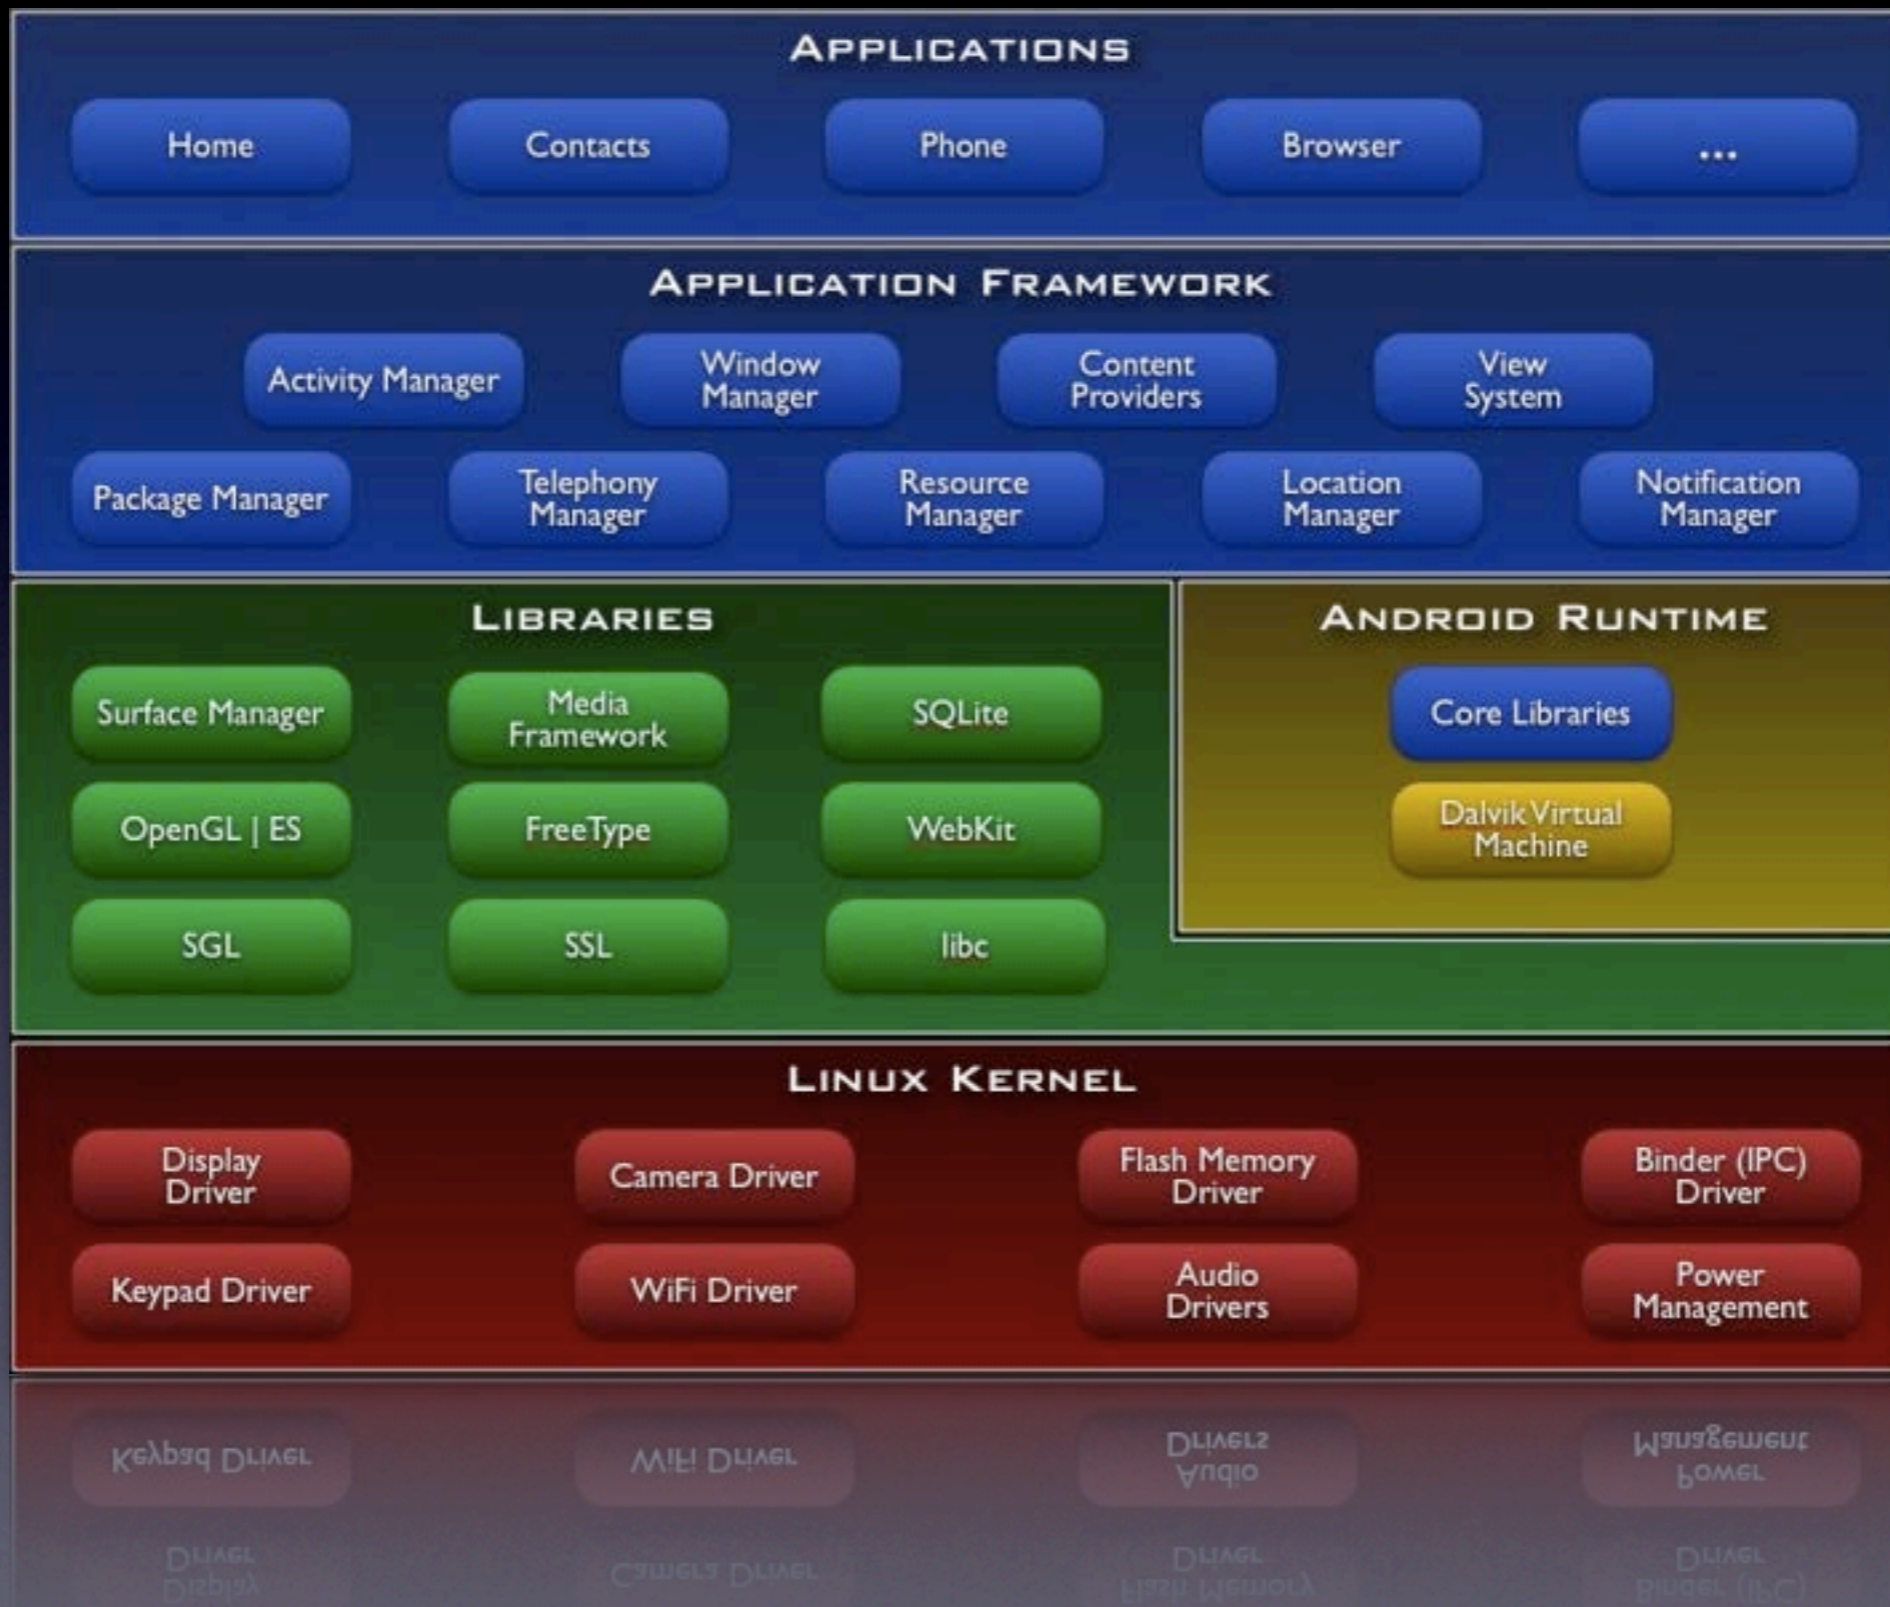 APPLICATIONS
Home
Contacts
Phone
Browser
...
APPLICATION FRAMEWORK
Activity Manager
Window
Manager
Content
Providers
View
System
Package Manager
Telephony
Manager
Resource
Manager
Location
Manager
Notification
Manager
LIBRARIES
Surface Manager
Media
Framework
SQLite
OpenGL | ES
FreeType
WebKit
SGL
SSL
libc
ANDROID RUNTIME
Core Libraries
Dalvik Virtual
Machine
LINUX KERNEL
Display
Driver
Camera Driver
Flash Memory
Driver
Binder (IPC)
Driver
Keypad Driver
WiFi Driver
Audio
Drivers
Power
Management